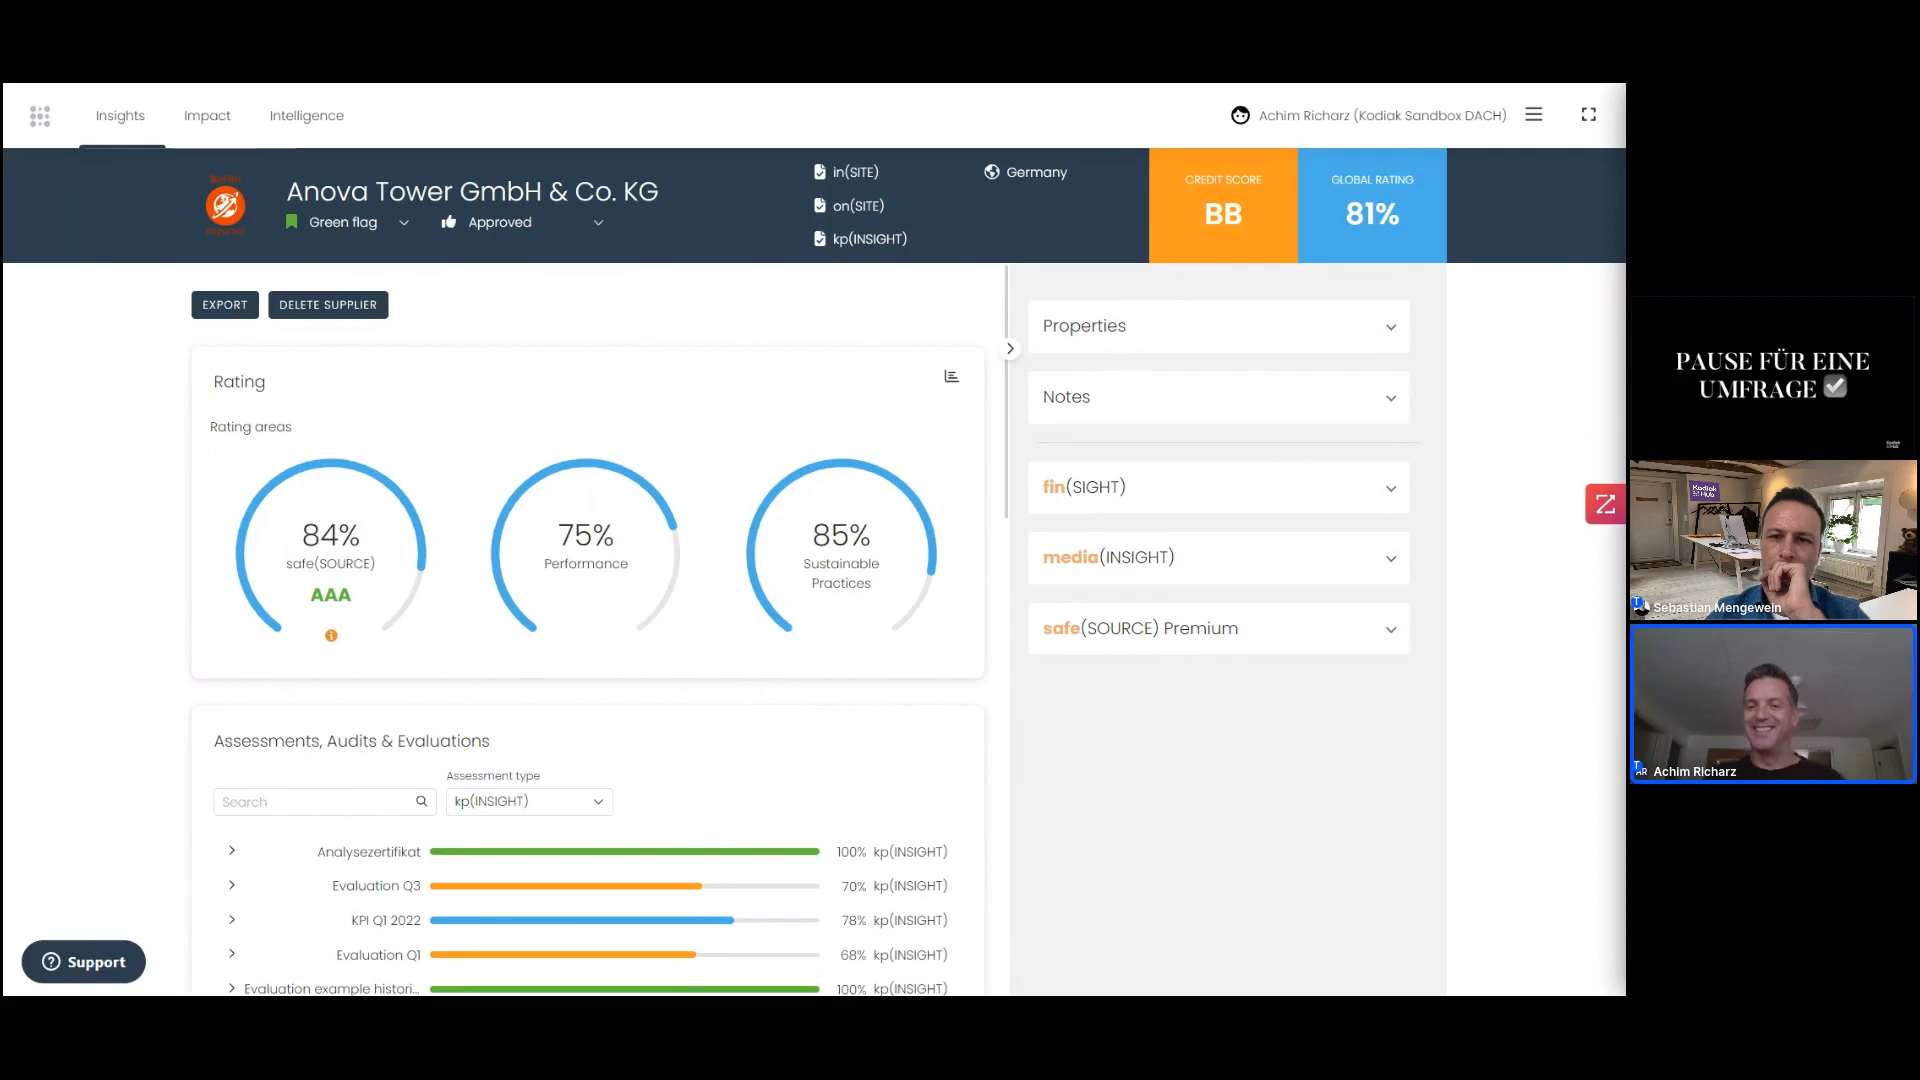 Insights
Impact
Intelligence
Achim Richarz (Kodiak Sandbox DACH)
Anova Tower GmbH & Co. KG
Green flag
Approved
in(SITE)
on(SITE)
kp(INSIGHT)
Germany
CREDIT SCORE
BB
GLOBAL RATING
81%
EXPORT
DELETE SUPPLIER
Rating
Rating areas
84%
safe(SOURCE)
AAA
75%
Performance
85%
Sustainable
Practices
Assessments, Audits & Evaluations
Assessment type
Search
kp(INSIGHT)
Analysezertifikat 100% kp(INSIGHT)
Evaluation Q3 70% kp(INSIGHT)
KPI Q1 2022 78% kp(INSIGHT)
Evaluation Q1 68% kp(INSIGHT)
Evaluation example histori... 100% kp(INSIGHT)
Support
Properties
Notes
fin(SIGHT)
media(INSIGHT)
safe(SOURCE) Premium
PAUSE FÜR EINE
UMFRAGE ✅
Kodiak
Hub
Sebastian Mengewein
Achim Richarz